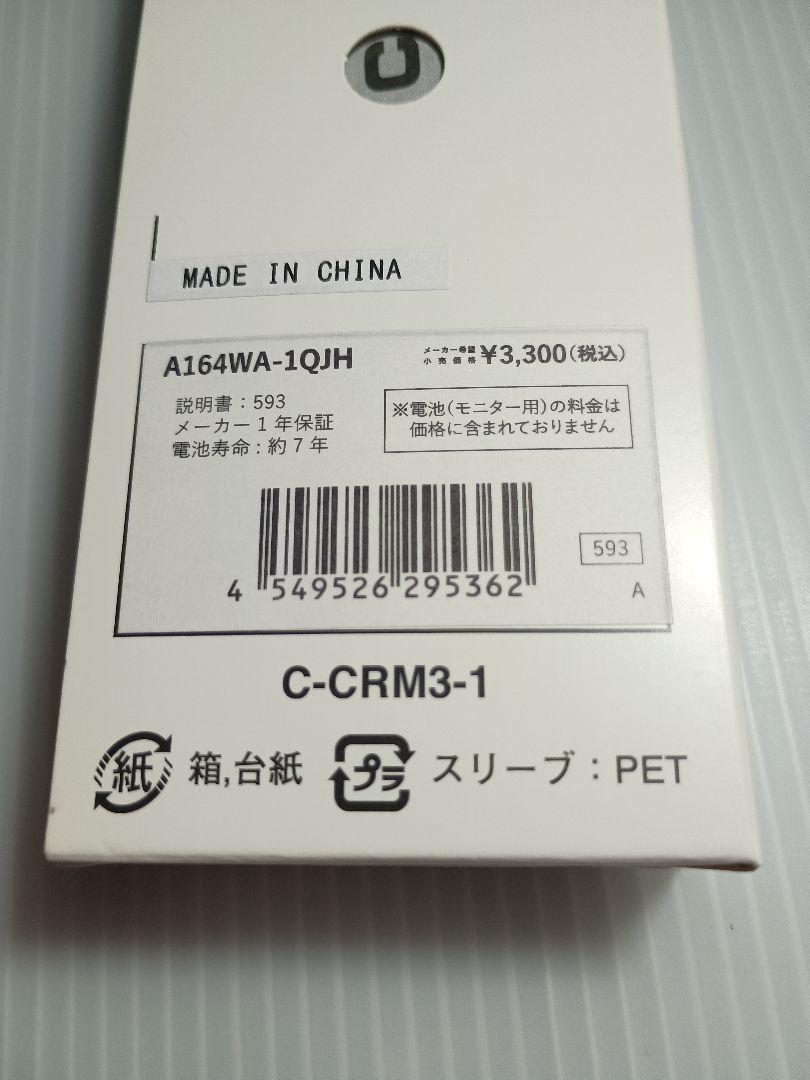 C
MADE IN CHINA
A164WA-1QJH
メーカー希望小売価格 ¥3,300(税込)
説明書：593
メーカー1年保証
電池寿命：約7年
※電池(モニター用)の料金は
価格に含まれておりません
593
4 549526 295362
A
C-CRM3-1
紙 箱,台紙 プラ スリーブ：PET